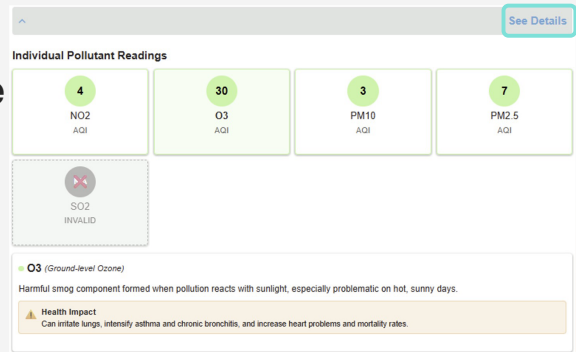 See Details
Individual Pollutant Readings
4
NO2
AQI
30
O3
AQI
3
PM10
AQI
7
PM2.5
AQI
SO2
INVALID
O3 (Ground-level Ozone)
Harmful smog component formed when pollution reacts with sunlight, especially problematic on hot, sunny days.
Health Impact
Can irritate lungs, intensify asthma and chronic bronchitis, and increase heart problems and mortality rates.